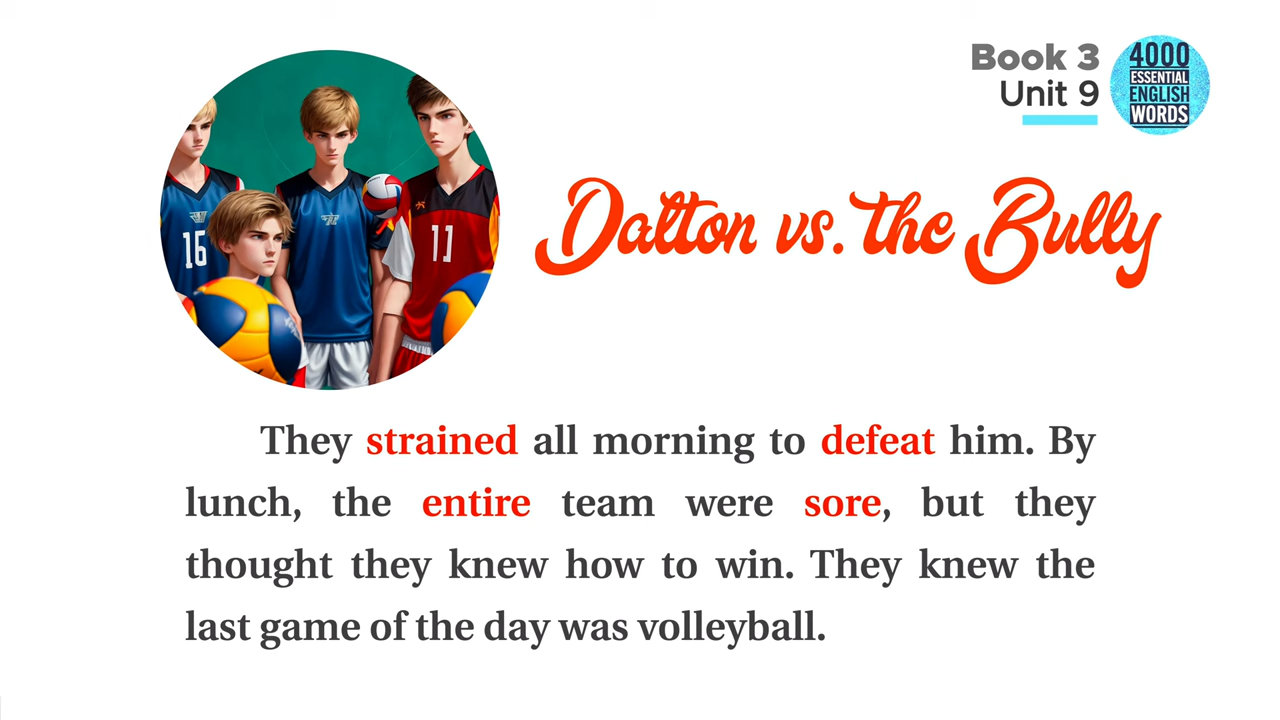 Book 3
Unit 9
4000
ESSENTIAL
ENGLISH
WORDS
16
11
Dalton vs. the Bully
They strained all morning to defeat him. By
lunch, the entire team were sore, but they
thought they knew how to win. They knew the
last game of the day was volleyball.